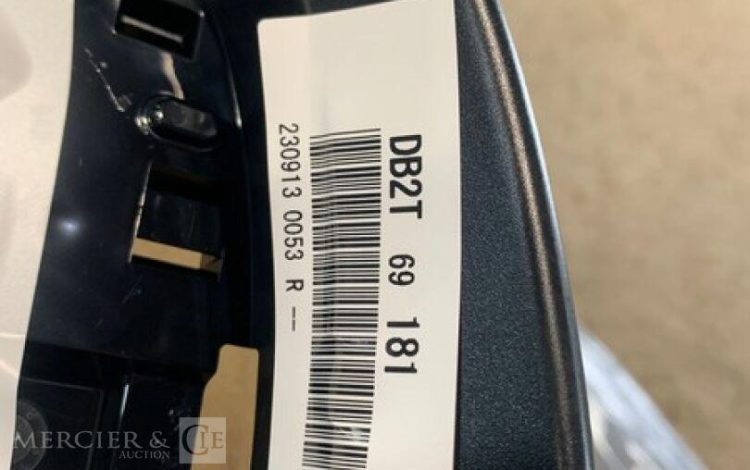 DB2T 69 181
230913 0053 R --
MERCIER & CIE
AUCTION